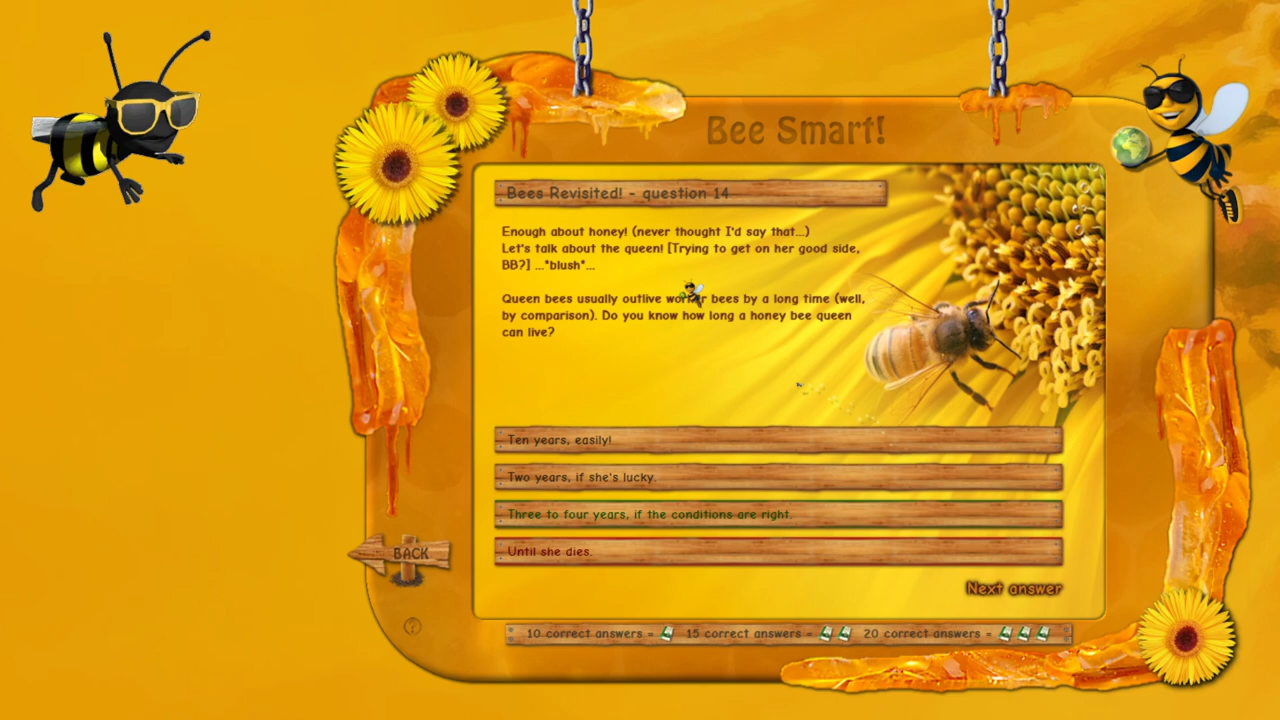 Bee Smart!
Bees Revisited! - question 14
Enough about honey! (never thought I'd say that...)
Let's talk about the queen! [Trying to get on her good side,
BB?] ..."blush"...
Queen bees usually outlive worker bees by a long time (well,
by comparison). Do you know how long a honey bee queen
can live?
Ten years, easily!
Two years, if she's lucky.
Three to four years, if the conditions are right.
Until she dies.
BACK
Next answer
?
10 correct answers = 15 correct answers = 20 correct answers =